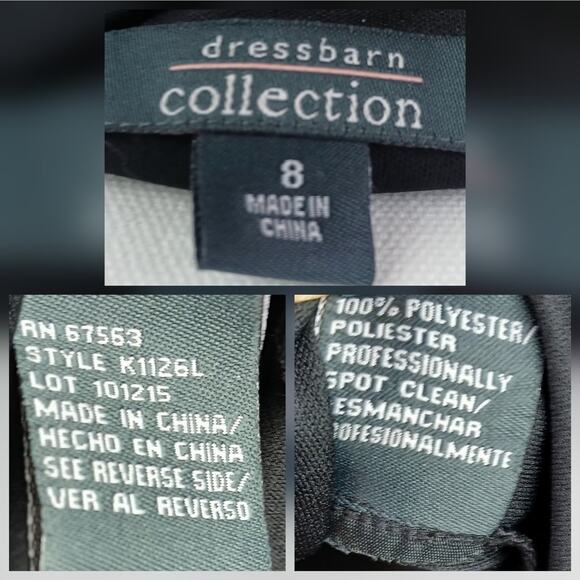 dressbarn
collection
8
MADE IN
CHINA
RN 67563
STYLE K1126L
LOT 101215
MADE IN CHINA/
HECHO EN CHINA
SEE REVERSE SIDE/
VER AL REVERSO
100% POLYESTER/
POLIESTER
PROFESSIONALLY
SPOT CLEAN/
ESMANCHAR
ROFESIONALMENTE